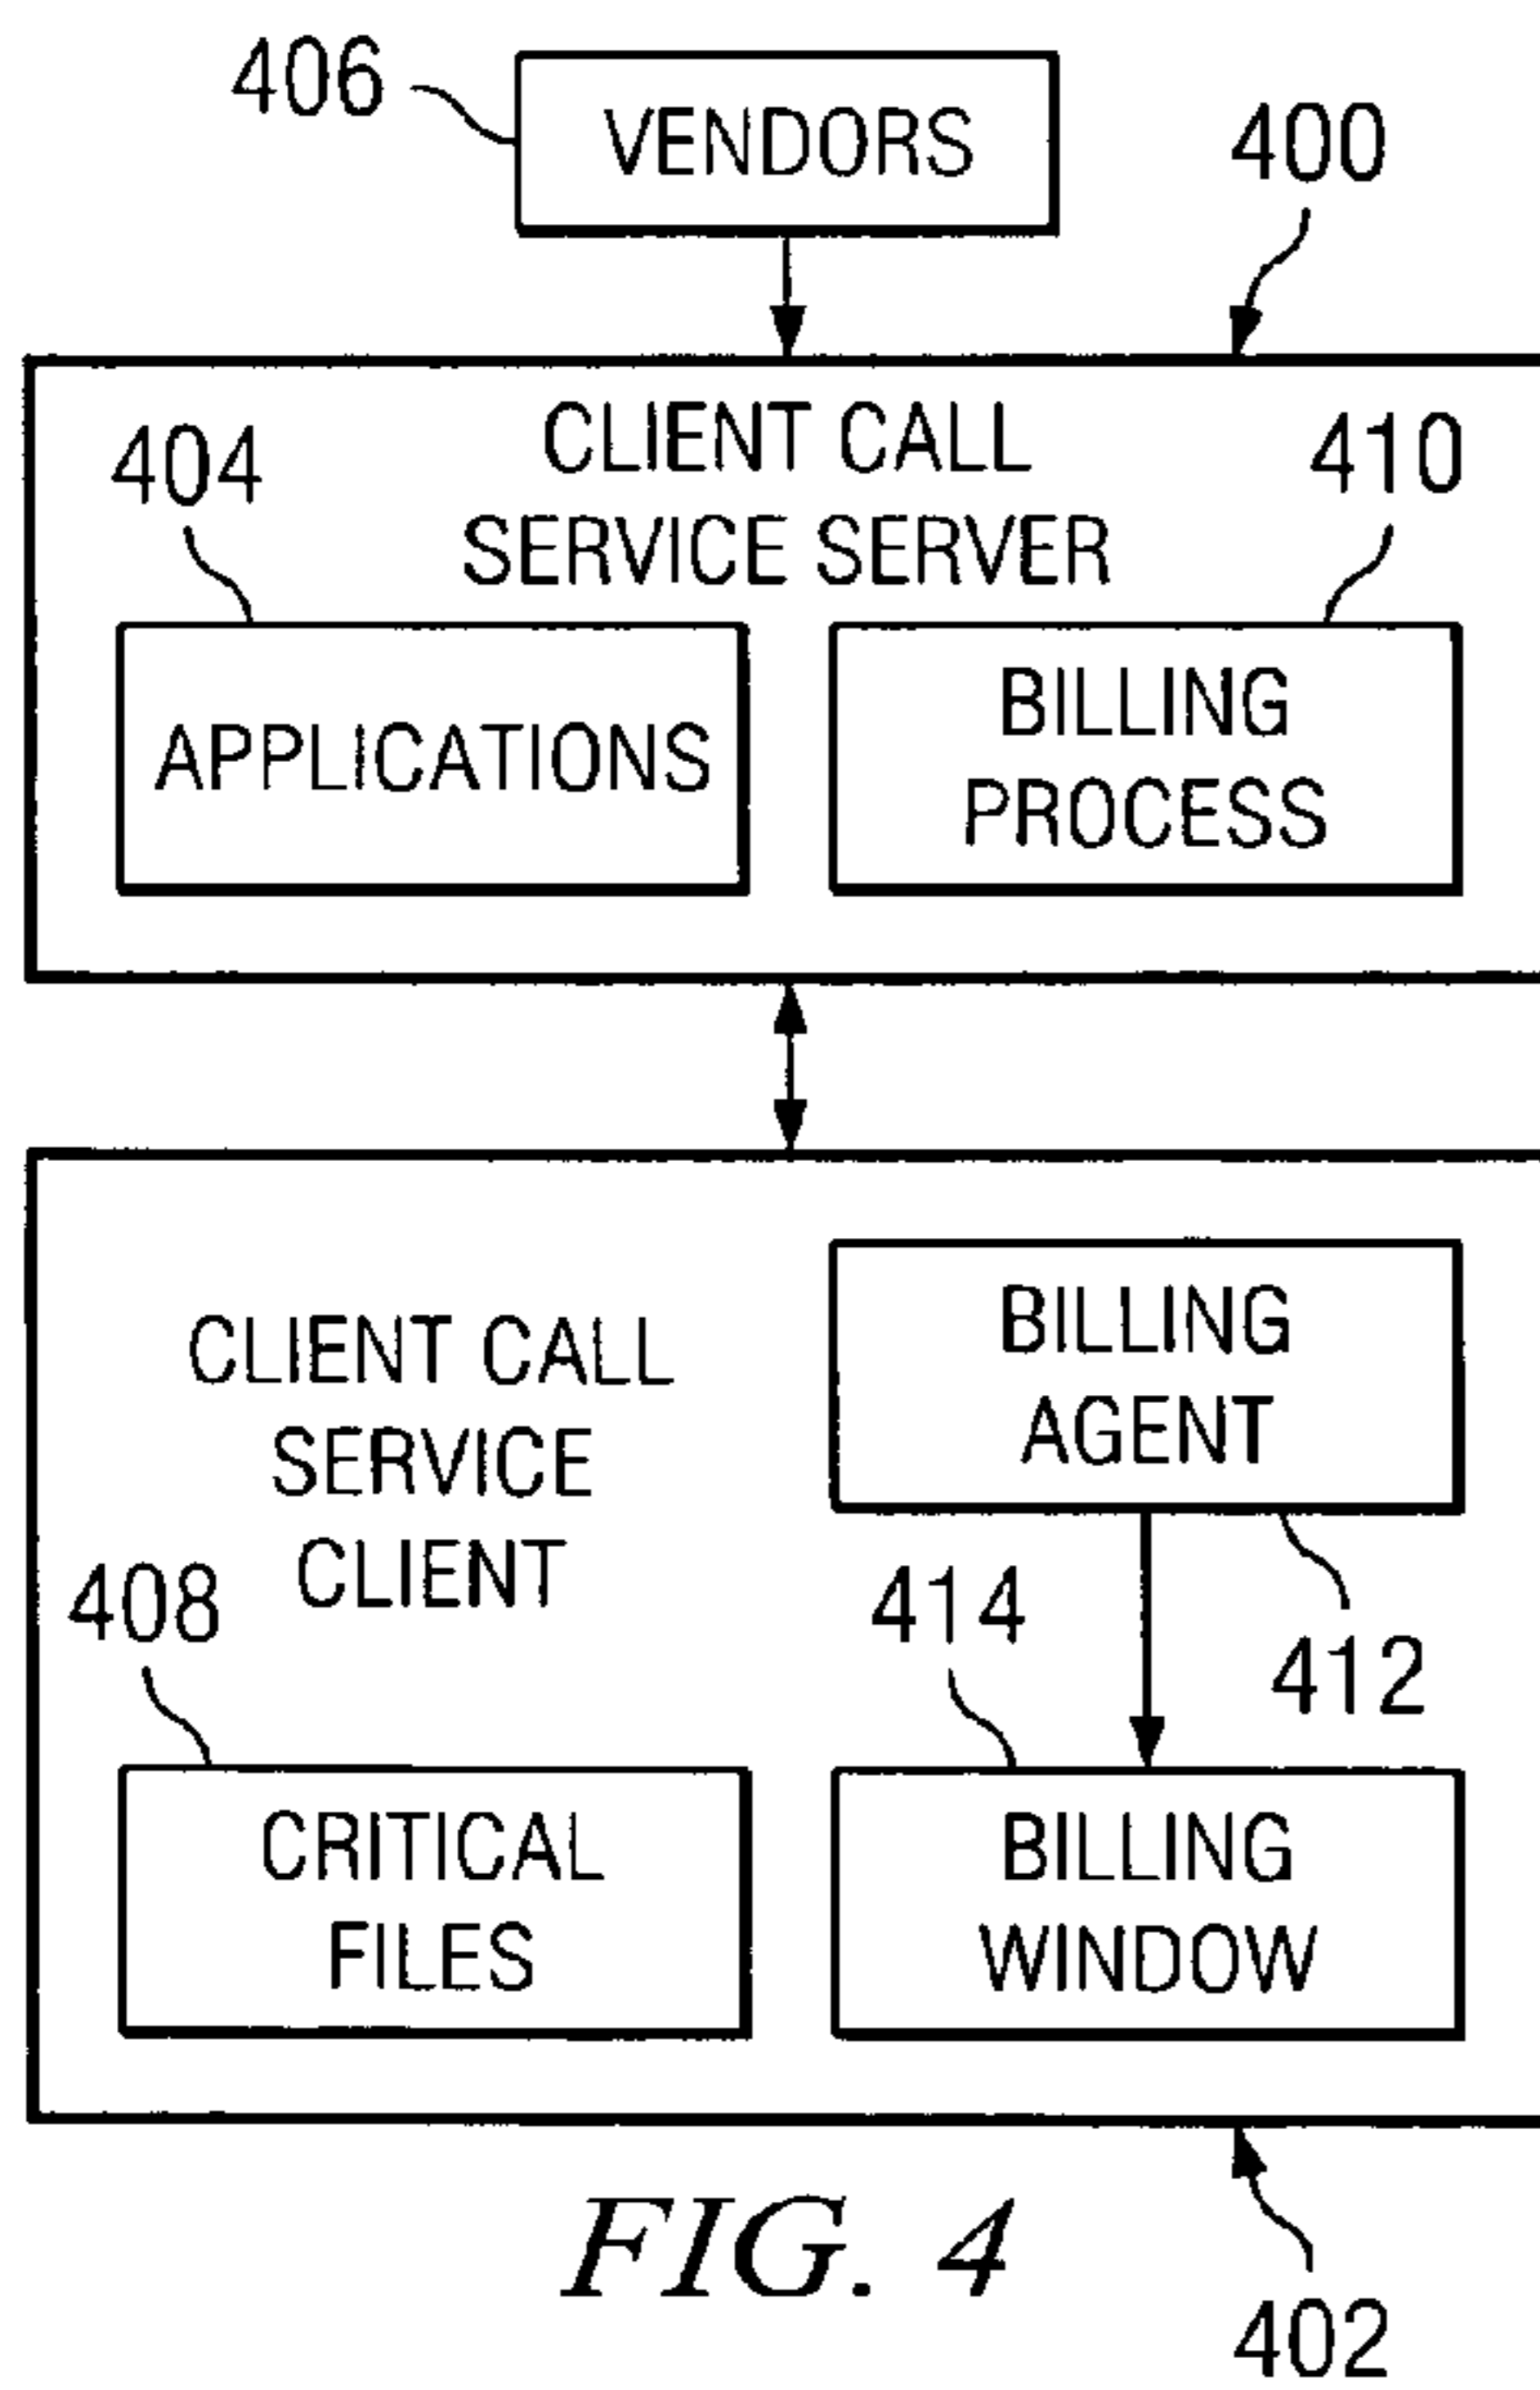 406
VENDORS
400
CLIENT CALL
SERVICE SERVER
404
410
APPLICATIONS
BILLING
PROCESS
CLIENT CALL
SERVICE
CLIENT
BILLING
AGENT
408
414
412
CRITICAL
FILES
BILLING
WINDOW
FIG. 4
402